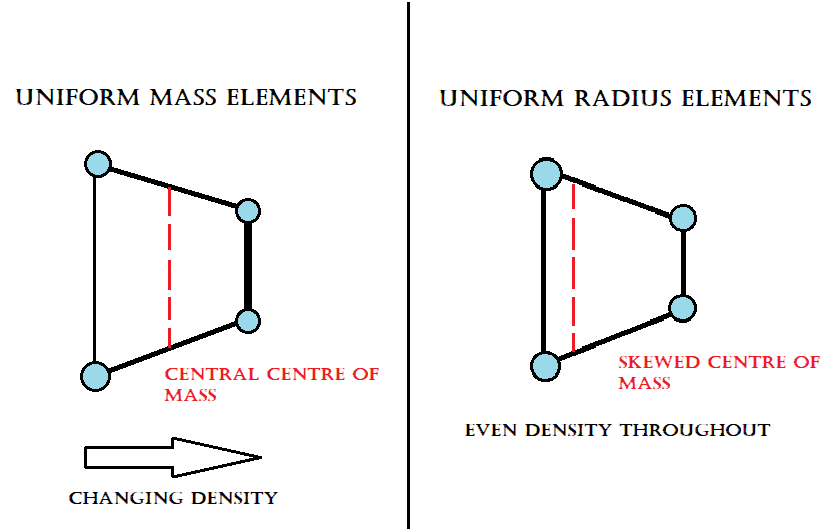 UNIFORM MASS ELEMENTS
CENTRAL CENTRE OF
MASS
CHANGING DENSITY
UNIFORM RADIUS ELEMENTS
SKEWED CENTRE OF
MASS
EVEN DENSITY THROUGHOUT